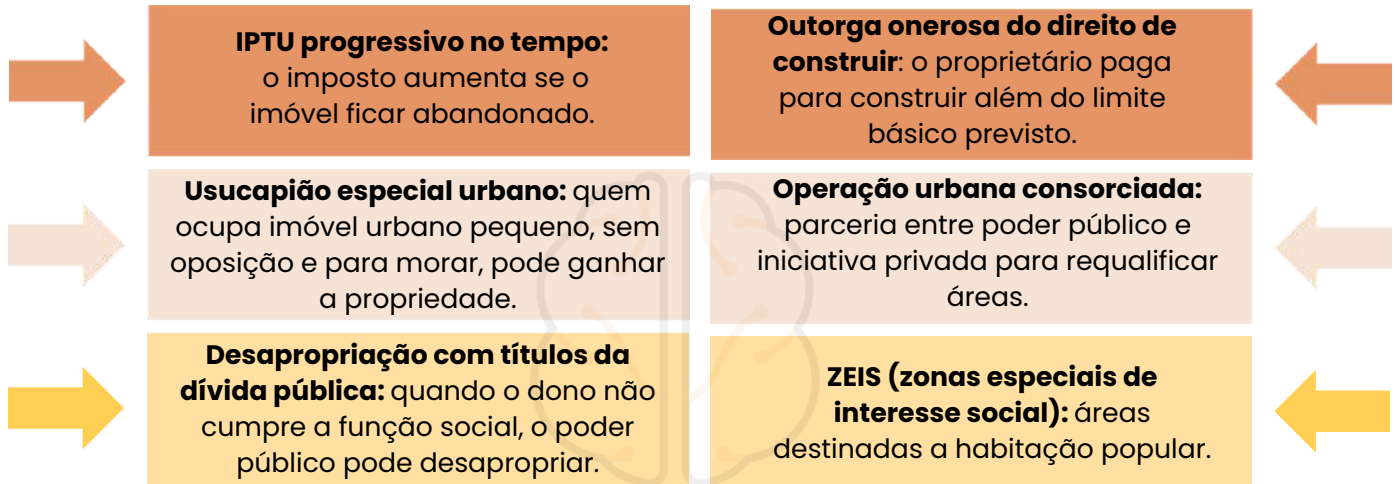 IPTU progressivo no tempo:
o imposto aumenta se o
imóvel ficar abandonado.
Outorga onerosa do direito de
construir: o proprietário paga
para construir além do limite
básico previsto.
Usucapião especial urbano: quem
ocupa imóvel urbano pequeno, sem
oposição e para morar, pode ganhar
a propriedade.
Operação urbana consorciada:
parceria entre poder público e
iniciativa privada para requalificar
áreas.
Desapropriação com títulos da
dívida pública: quando o dono não
cumpre a função social, o poder
público pode desapropriar.
ZEIS (zonas especiais de
interesse social): áreas
destinadas a habitação popular.